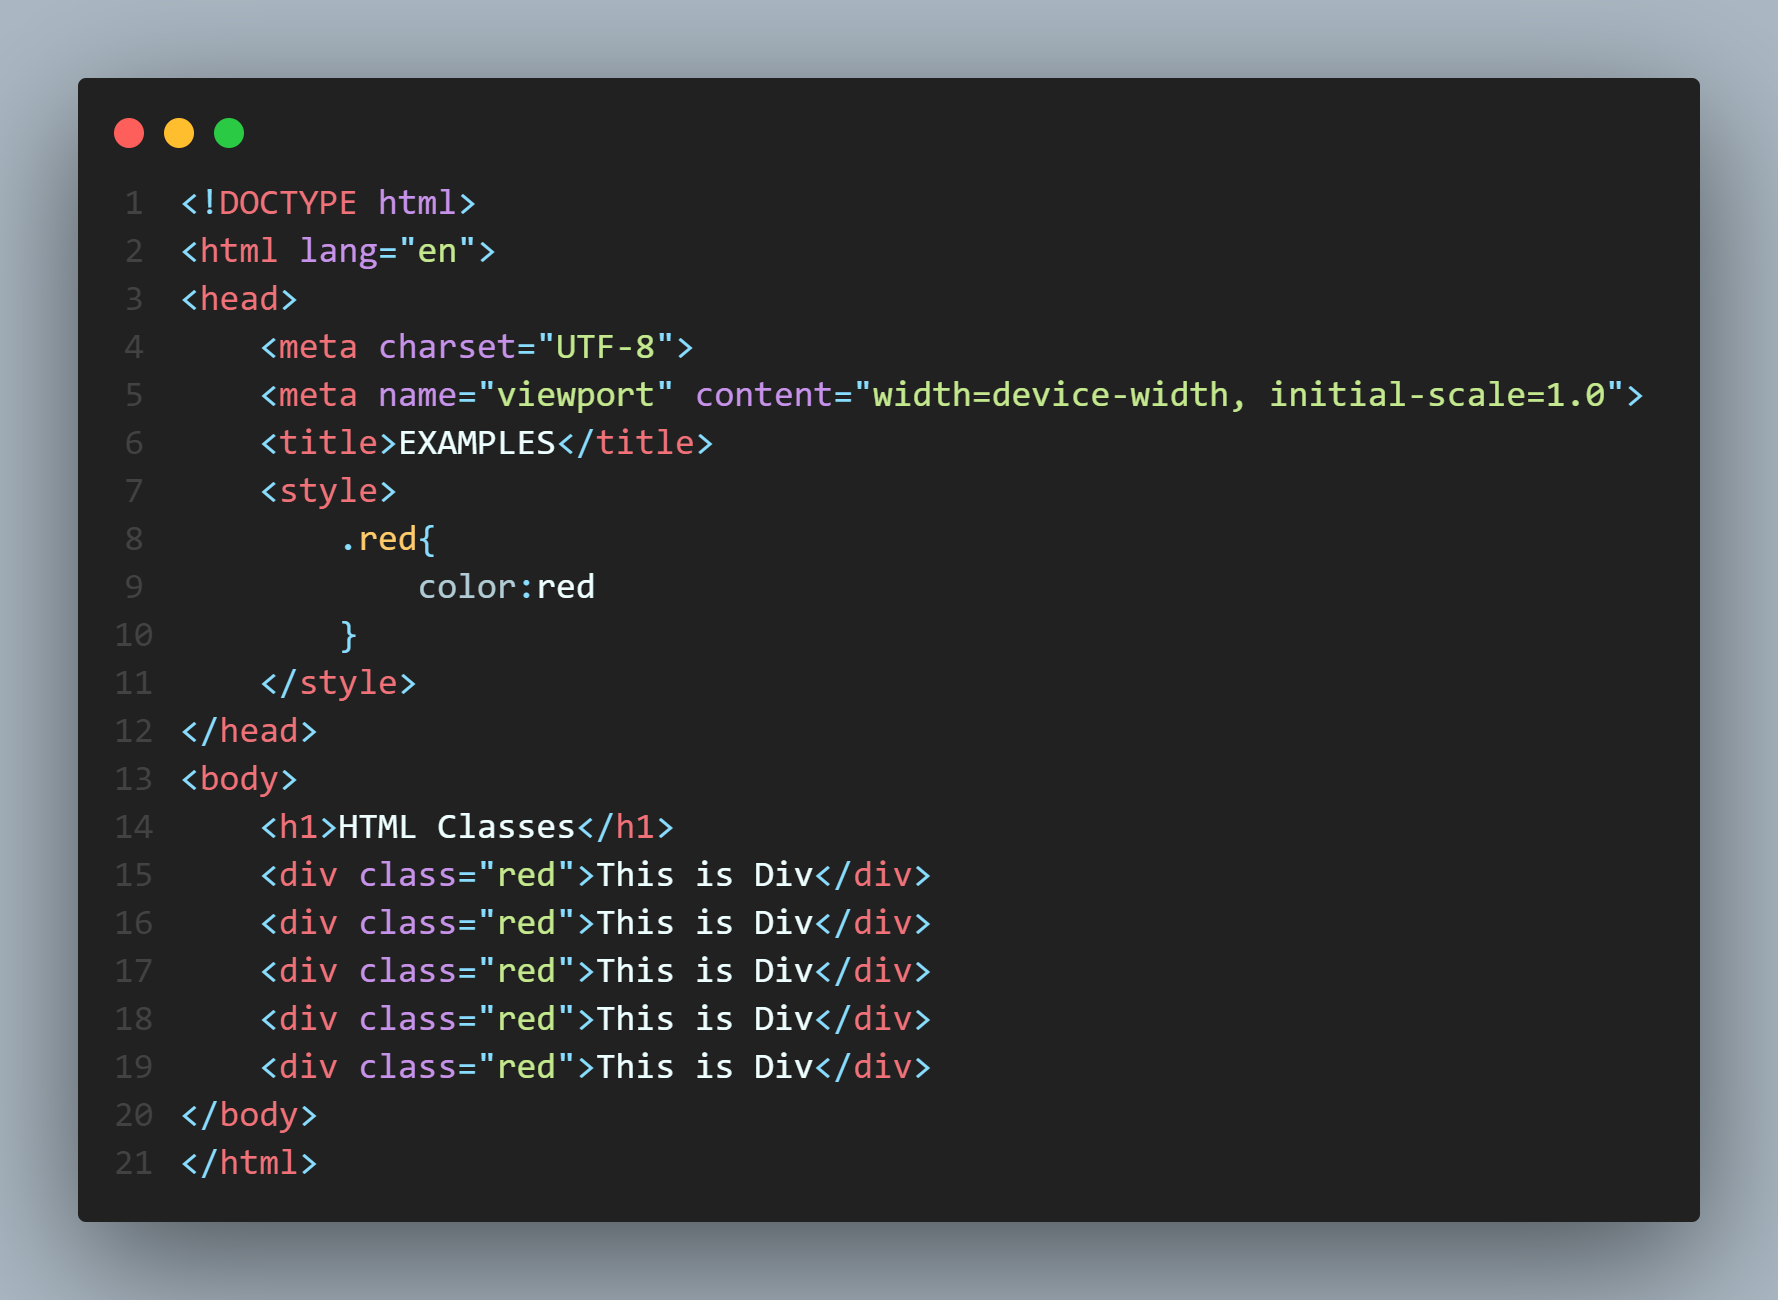 1 <!DOCTYPE html>
2 <html lang="en">
3 <head>
4     <meta charset="UTF-8">
5     <meta name="viewport" content="width=device-width, initial-scale=1.0">
6     <title>EXAMPLES</title>
7     <style>
8         .red{
9             color:red
10         }
11     </style>
12 </head>
13 <body>
14     <h1>HTML Classes</h1>
15     <div class="red">This is Div</div>
16     <div class="red">This is Div</div>
17     <div class="red">This is Div</div>
18     <div class="red">This is Div</div>
19     <div class="red">This is Div</div>
20 </body>
21 </html>